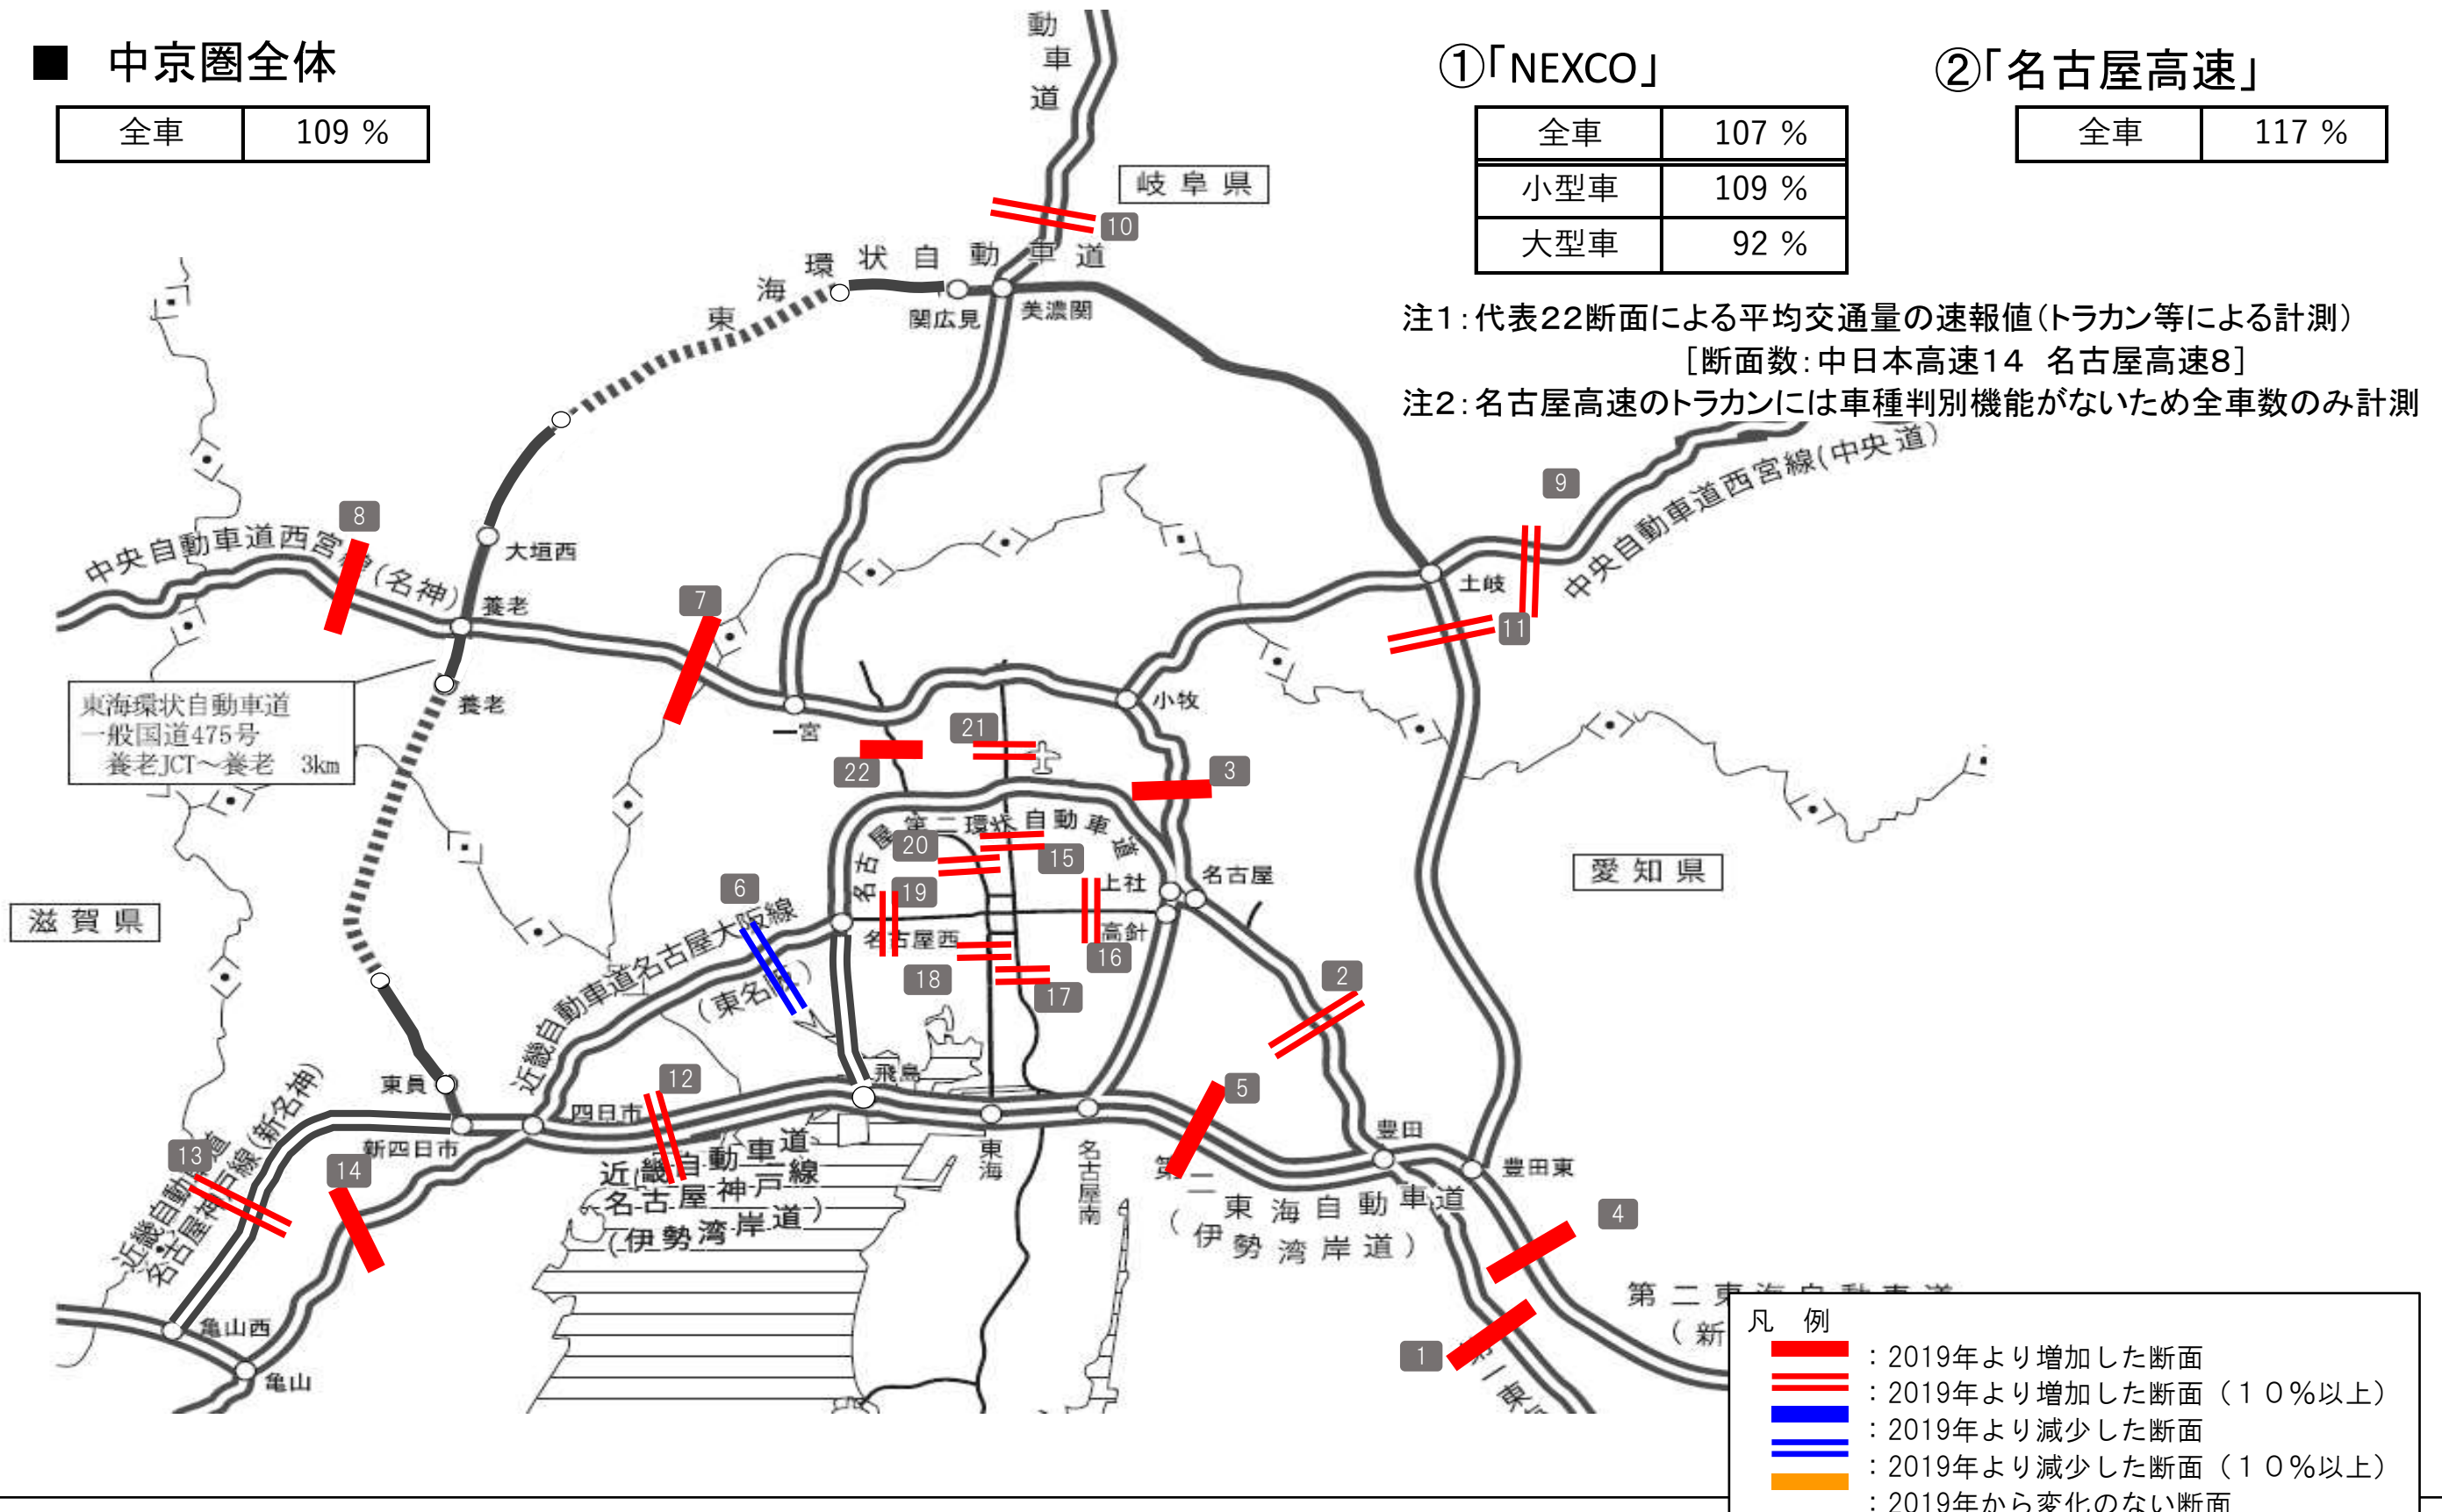 ■ 中京圏全体
全車 109 %
①「NEXCO」
全車 107 %
小型車 109 %
大型車 92 %
②「名古屋高速」
全車 117 %
注1：代表22断面による平均交通量の速報値（トラカン等による計測）
［断面数：中日本高速14 名古屋高速8］
注2：名古屋高速のトラカンには車種判別機能がないため全車数のみ計測
動車道
岐阜県
10
東海環状自動車道
関広見
美濃関
9
中央自動車道西宮線(中央道)
8
中央自動車道西宮線(名神)
大垣西
養老
7
土岐
11
東海環状自動車道
一般国道475号
養老JCT～養老 3km
養老
一宮
小牧
21
22
3
名古屋第二環状自動車道
20
15
19
上社
名古屋
愛知県
6
滋賀県
近畿自動車道名古屋大阪線
(東名阪)
名古屋西
高針
16
18
17
2
飛島
東員
12
5
四日市
新四日市
13
14
近畿自動車道
名古屋神戸線(新名神)
近畿自動車道
名古屋神戸線
(伊勢湾岸道)
東海
名古屋南
豊田
豊田東
第二東海自動車道
(伊勢湾岸道)
4
第二東海自動車道
(新
1
亀山西
亀山
第一東
凡 例
：2019年より増加した断面
：2019年より増加した断面（１０％以上）
：2019年より減少した断面
：2019年より減少した断面（１０％以上）
：2019年から変化のない断面